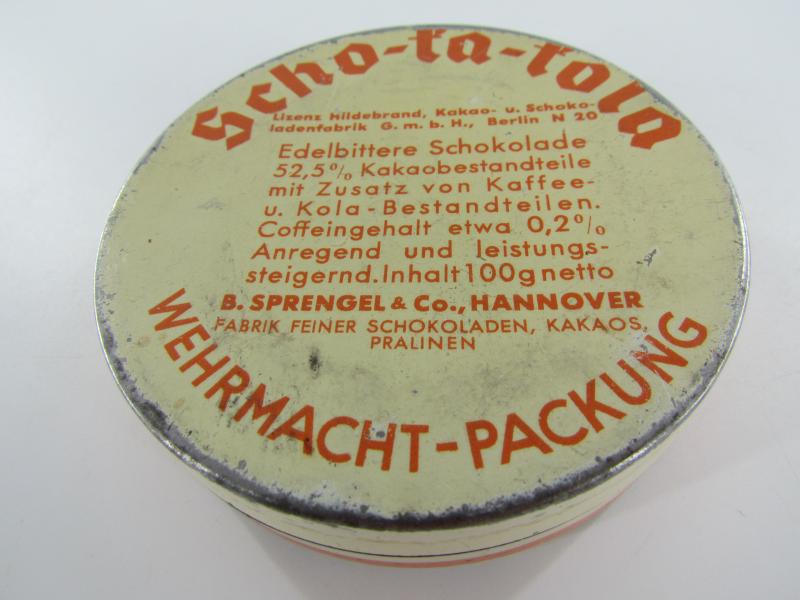 Scho-ka-kola
Lizenz Hildebrand, Kakao- u. Schoko-
ladenfabrik G. m. b. H., Berlin N 20
Edelbittere Schokolade
52,5% Kakaobestandteile
mit Zusatz von Kaffee-
u. Kola-Bestandteilen.
Coffeingehalt etwa 0,2%
Anregend und leistungs-
steigernd. Inhalt 100g netto
B. SPRENGEL & Co., HANNOVER
FABRIK FEINER SCHOKOLADEN, KAKAOS,
PRALINEN
WEHRMACHT-PACKUNG